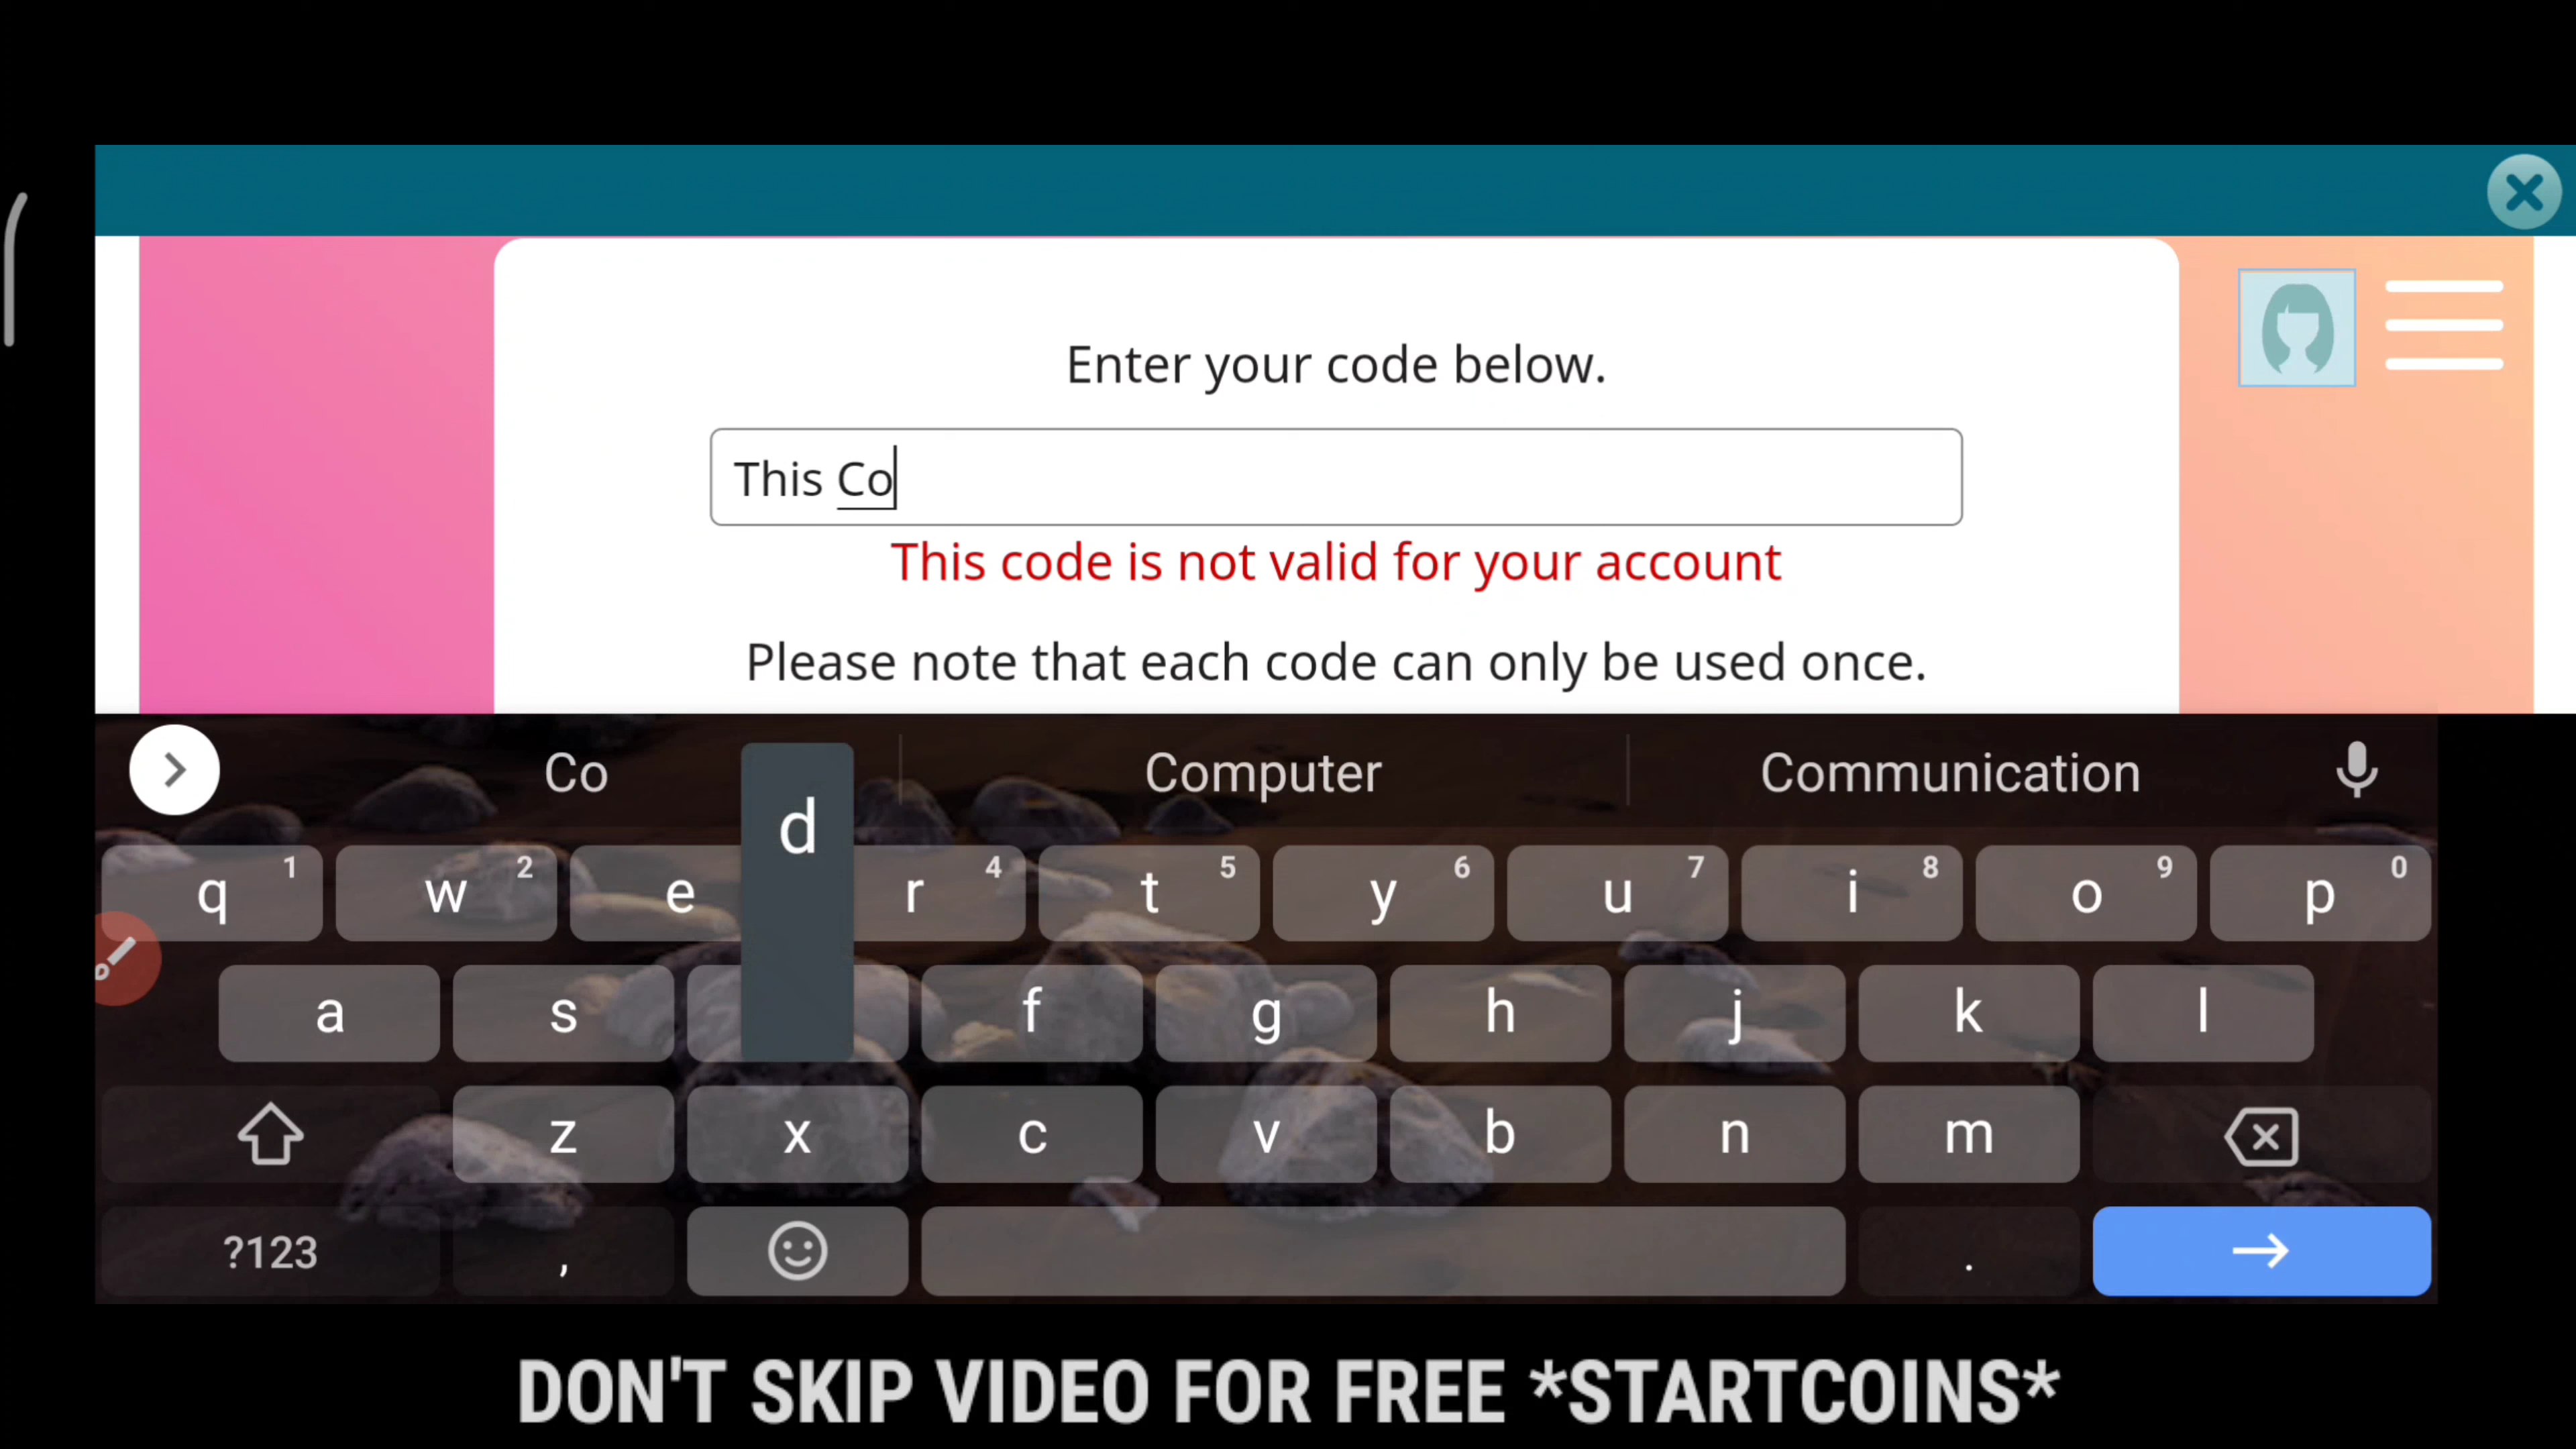 Enter your code below.
This Co
This code is not valid for your account
Please note that each code can only be used once.
Co Computer Communication
d
q 1 w 2 e r 4 t 5 y 6 u 7 i 8 o 9 p 0
a s f g h j k l
z x c v b n m
?123 , .
DON'T SKIP VIDEO FOR FREE *STARTCOINS*